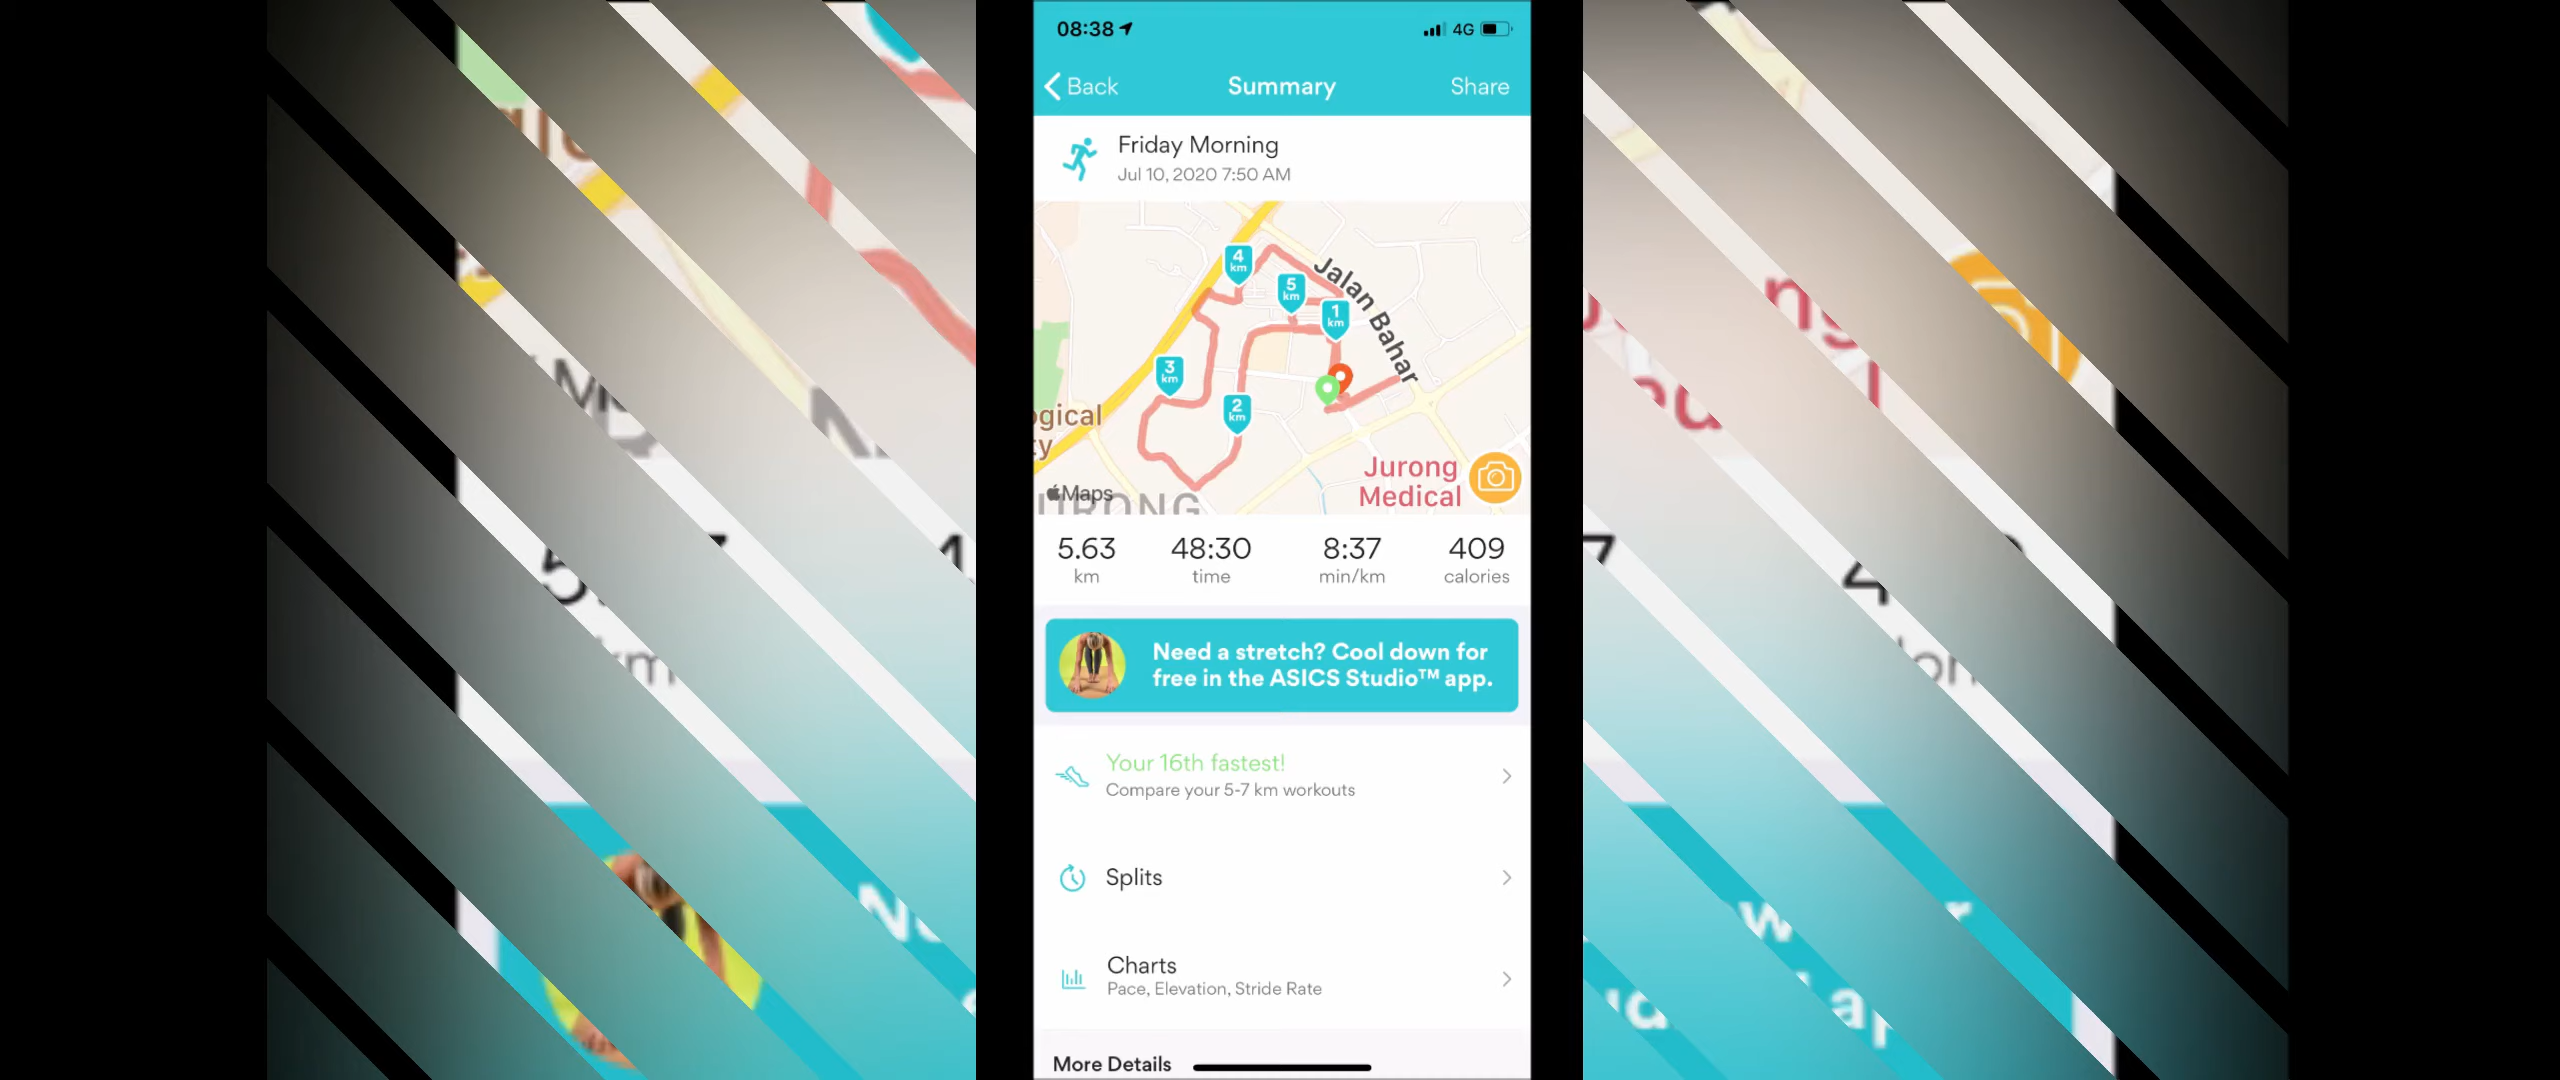 08:38
4G
Back
Summary
Share
Friday Morning
Jul 10, 2020 7:50 AM
4
km
5
km
1
km
Jalan Bahar
3
km
2
km
Jurong
Medical
Maps
5.63
48:30
8:37
409
km
time
min/km
calories
Need a stretch? Cool down for
free in the ASICS Studio™ app.
Your 16th fastest!
Compare your 5-7 km workouts
Splits
Charts
Pace, Elevation, Stride Rate
More Details